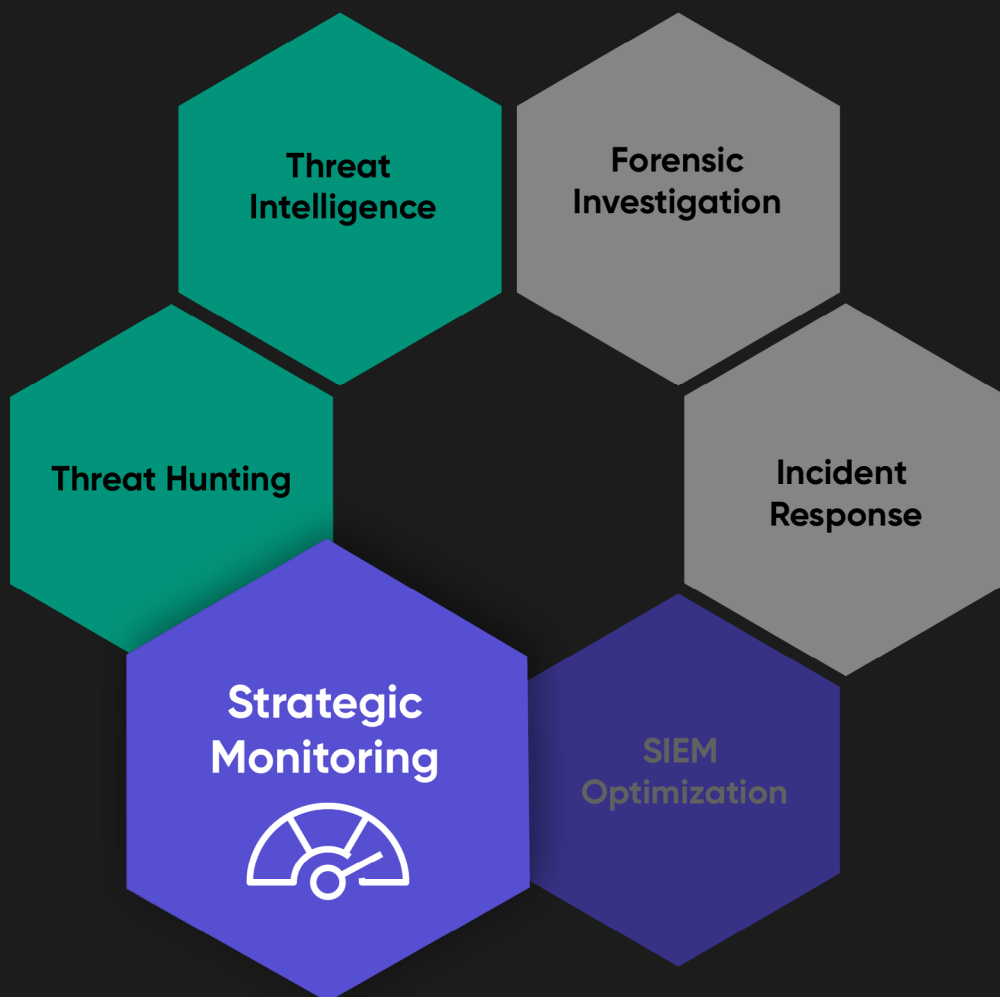 Threat
Intelligence
Forensic
Investigation
Threat Hunting
Incident
Response
Strategic
Monitoring
SIEM
Optimization